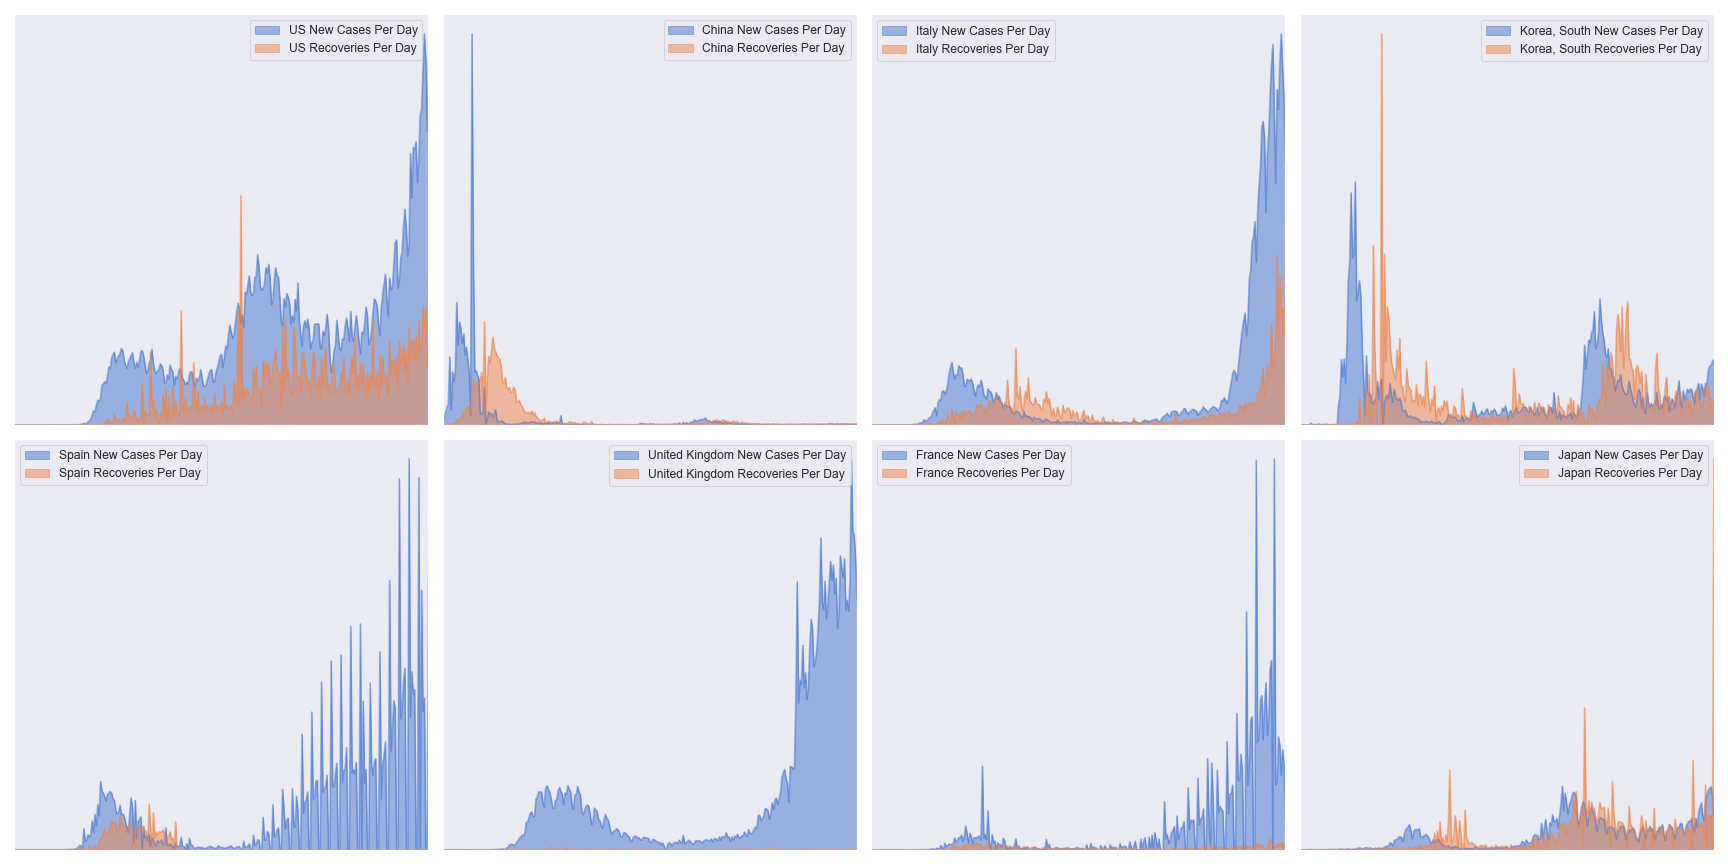 US New Cases Per Day
US Recoveries Per Day
China New Cases Per Day
China Recoveries Per Day
Italy New Cases Per Day
Italy Recoveries Per Day
Korea, South New Cases Per Day
Korea, South Recoveries Per Day
Spain New Cases Per Day
Spain Recoveries Per Day
United Kingdom New Cases Per Day
United Kingdom Recoveries Per Day
France New Cases Per Day
France Recoveries Per Day
Japan New Cases Per Day
Japan Recoveries Per Day